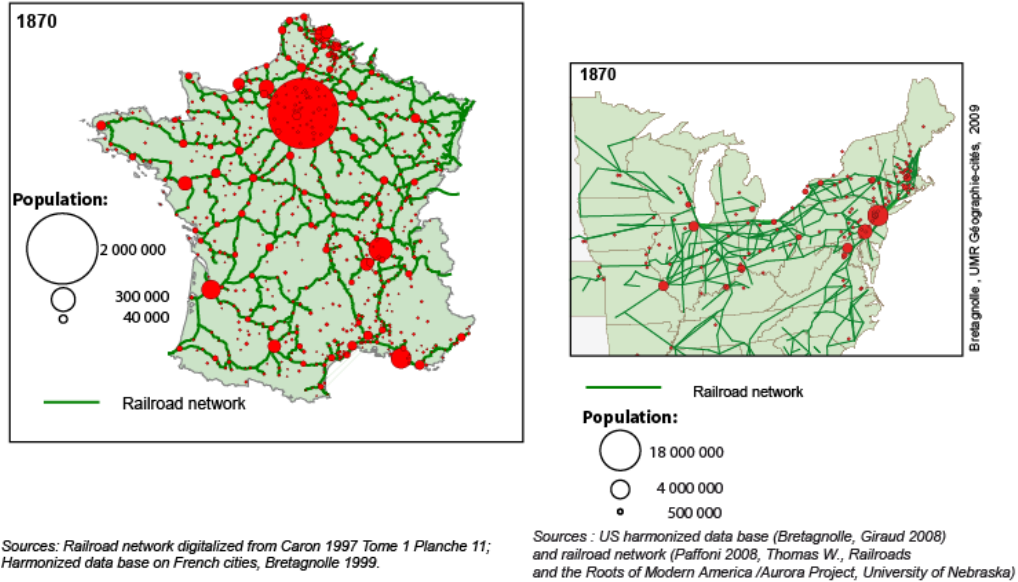 1870
Population:
2 000 000
300 000
40 000
Railroad network
Sources: Railroad network digitalized from Caron 1997 Tome 1 Planche 11;
Harmonized data base on French cities, Bretagnolle 1999.
1870
Bretagnolle , UMR Géographie-cités, 2009
Railroad network
Population:
18 000 000
4 000 000
500 000
Sources : US harmonized data base (Bretagnolle, Giraud 2008)
and railroad network (Paffoni 2008, Thomas W., Railroads
and the Roots of Modern America /Aurora Project, University of Nebraska)